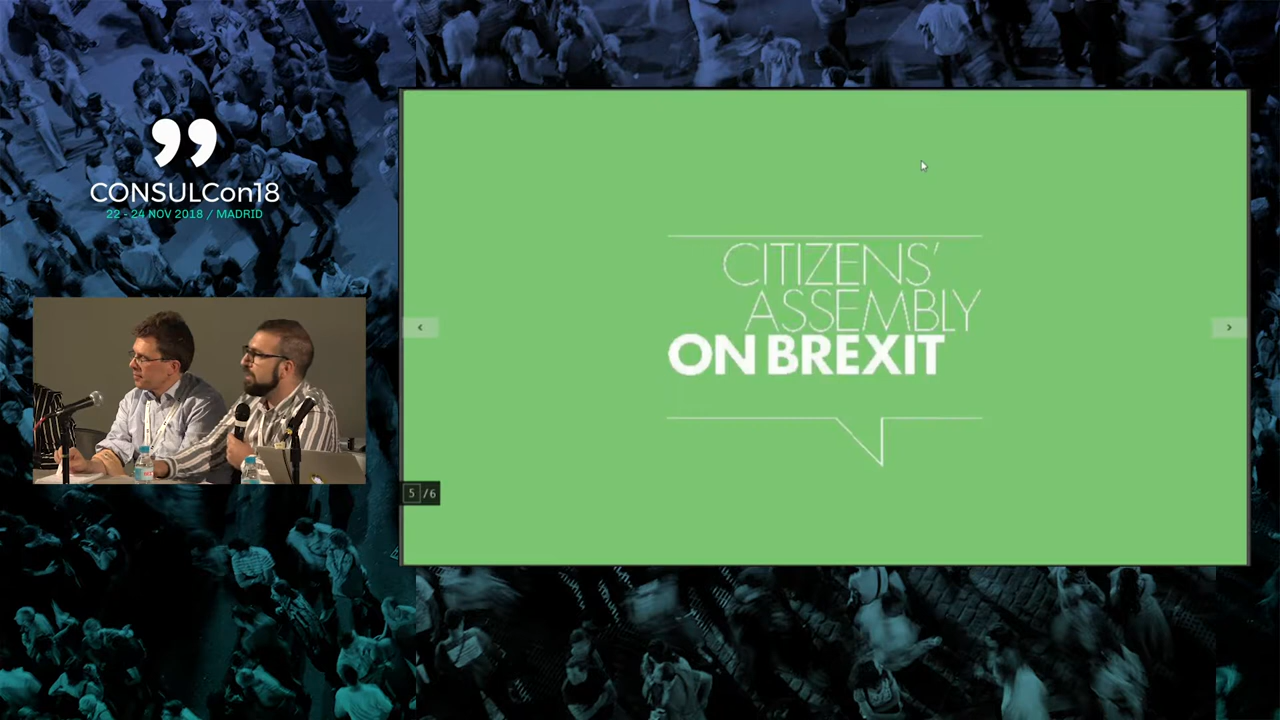 CONSULCon18
22 - 24 NOV 2018 / MADRID
CITIZENS'
ASSEMBLY
ON BREXIT
5 /6